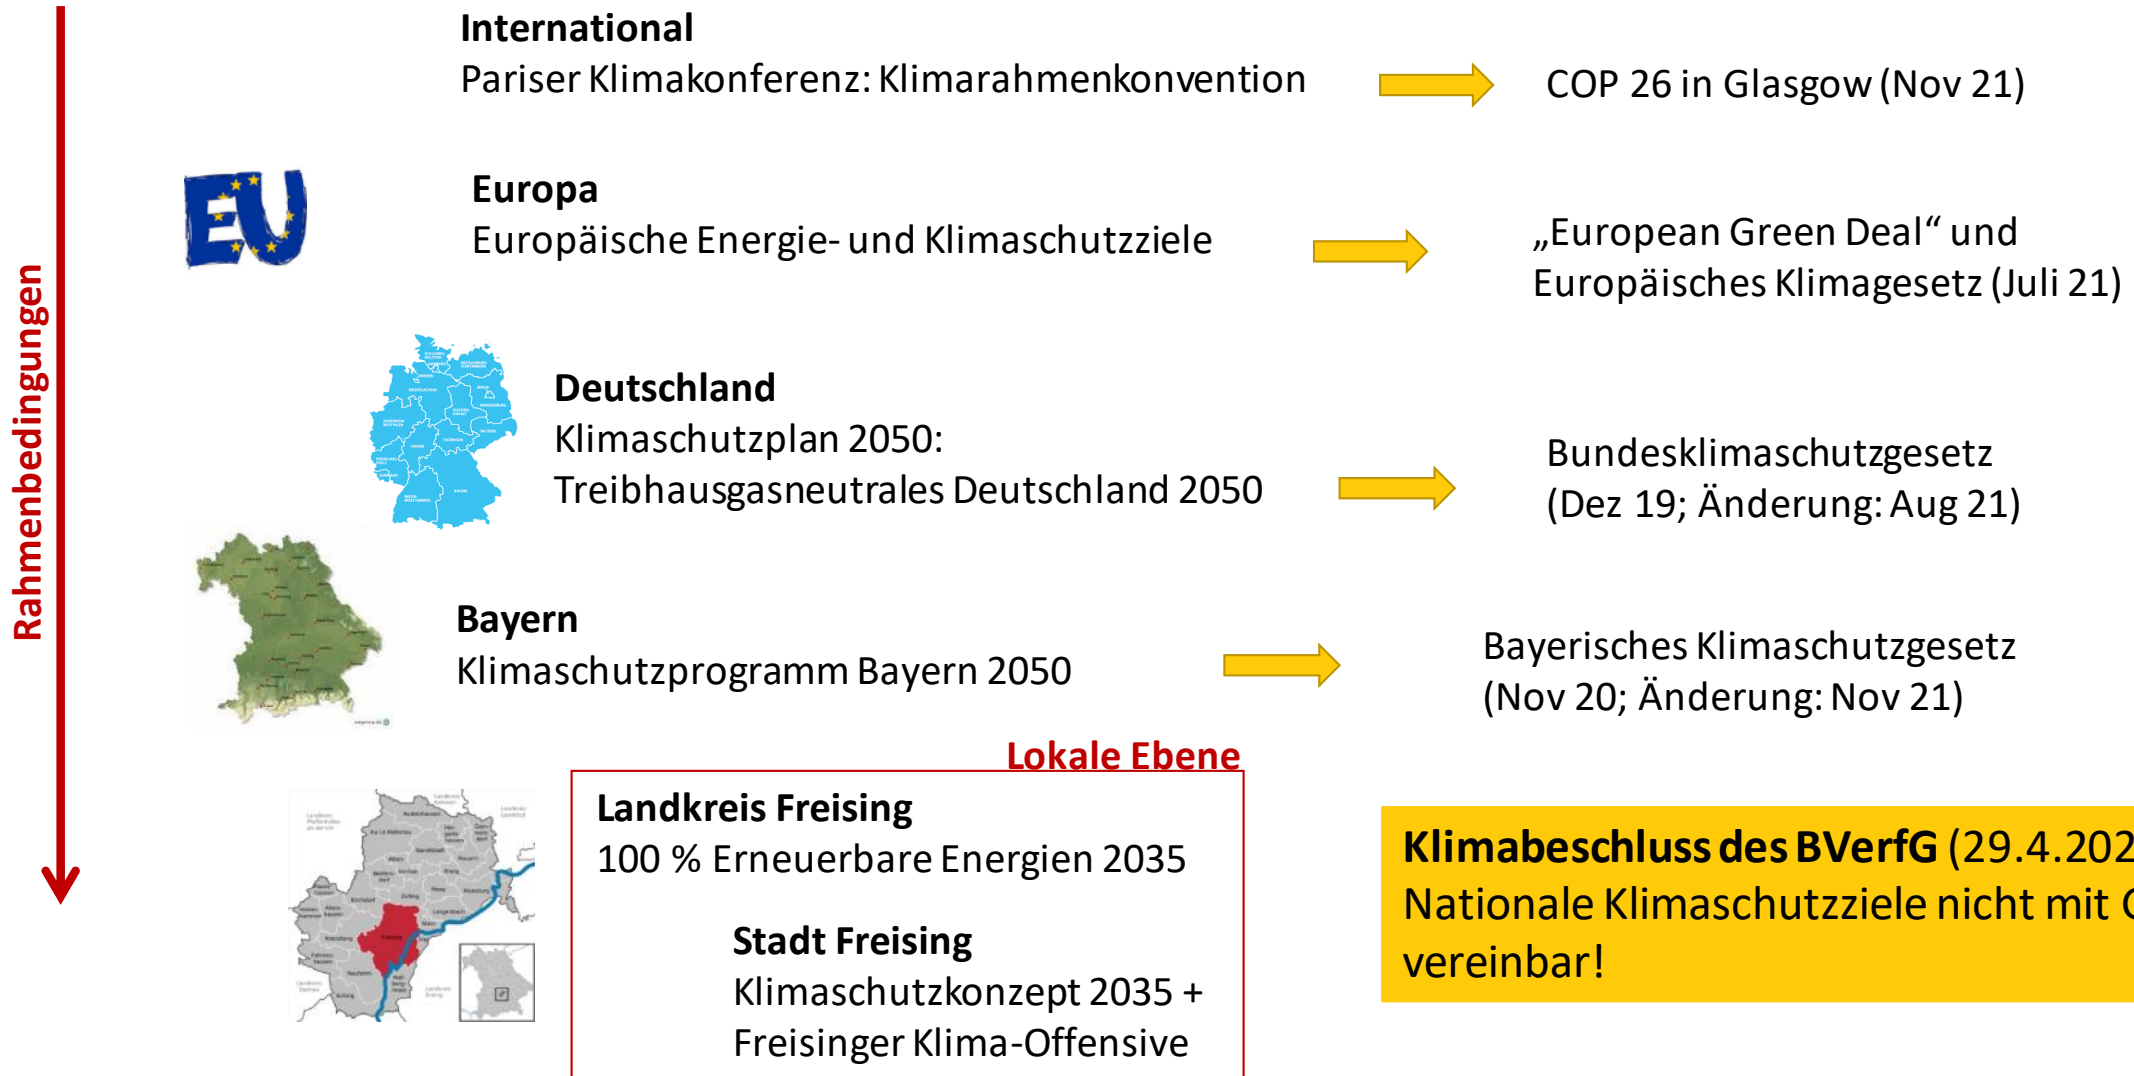 Rahmenbedingungen
International
Pariser Klimakonferenz: Klimarahmenkonvention
COP 26 in Glasgow (Nov 21)
EU
Europa
Europäische Energie- und Klimaschutzziele
„European Green Deal“ und
Europäisches Klimagesetz (Juli 21)
Deutschland
Klimaschutzplan 2050:
Treibhausgasneutrales Deutschland 2050
Bundesklimaschutzgesetz
(Dez 19; Änderung: Aug 21)
Bayern
Klimaschutzprogramm Bayern 2050
Bayerisches Klimaschutzgesetz
(Nov 20; Änderung: Nov 21)
Lokale Ebene
Landkreis Freising
100 % Erneuerbare Energien 2035
Stadt Freising
Klimaschutzkonzept 2035 +
Freisinger Klima-Offensive
Klimabeschluss des BVerfG (29.4.202
Nationale Klimaschutzziele nicht mit
vereinbar!